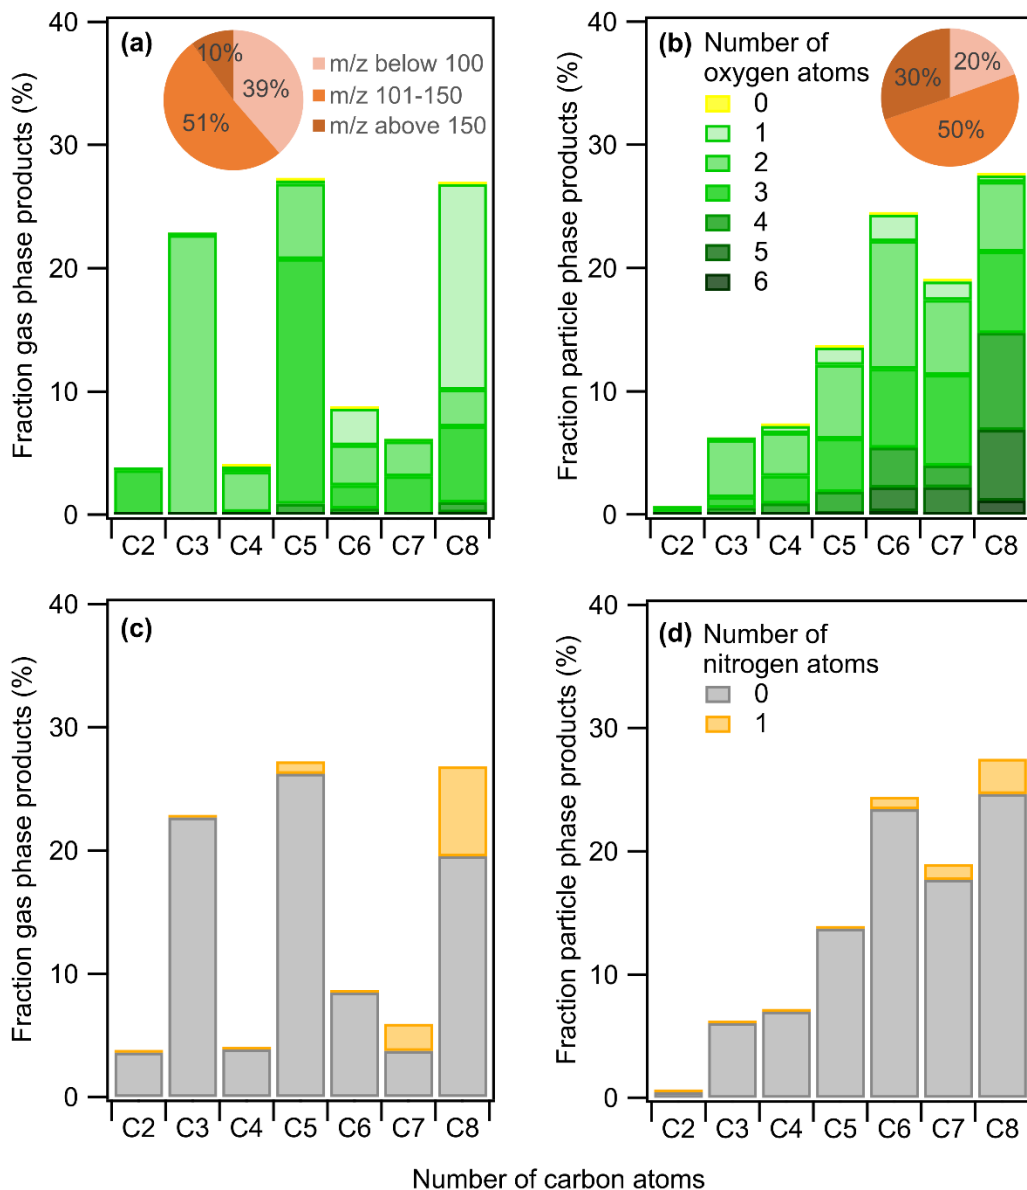 (a)
10%
39%
51%
m/z below 100
m/z 101-150
m/z above 150
Fraction gas phase products (%)
40
30
20
10
0
C2 C3 C4 C5 C6 C7 C8
(b) Number of
oxygen atoms
0
1
2
3
4
5
6
20%
30%
50%
Fraction particle phase products (%)
40
30
20
10
0
C2 C3 C4 C5 C6 C7 C8
(c)
Fraction gas phase products (%)
40
30
20
10
0
C2 C3 C4 C5 C6 C7 C8
(d) Number of
nitrogen atoms
0
1
Fraction particle phase products (%)
40
30
20
10
0
C2 C3 C4 C5 C6 C7 C8
Number of carbon atoms